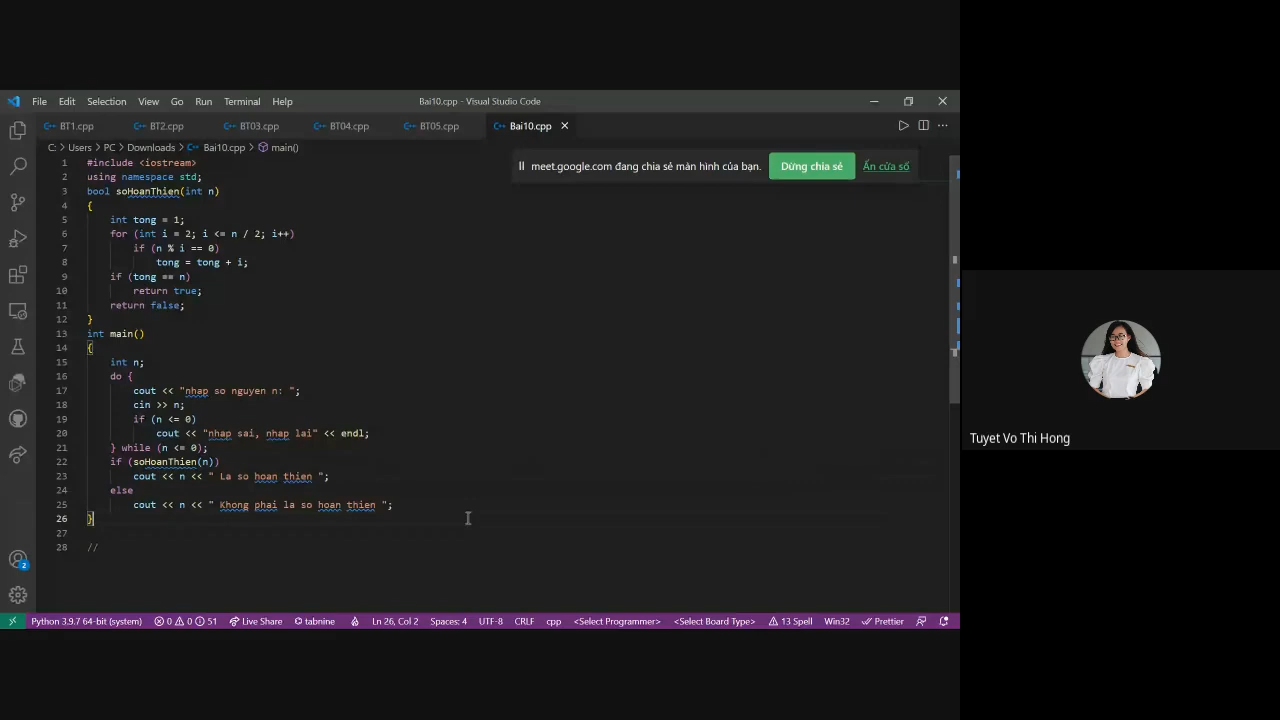 File Edit Selection View Go Run Terminal Help
Bai10.cpp - Visual Studio Code
BT1.cpp BT2.cpp BT03.cpp BT04.cpp BT05.cpp Bai10.cpp
C: > Users > PC > Downloads > Bai10.cpp > main()
meet.google.com đang chia sẻ màn hình của bạn. Dừng chia sẻ Ẩn cửa sổ
1 #include <iostream>
2 using namespace std;
3 bool soHoanThien(int n)
4 {
5 int tong = 1;
6 for (int i = 2; i <= n / 2; i++)
7 if (n % i == 0)
8 tong = tong + i;
9 if (tong == n)
10 return true;
11 return false;
12 }
13 int main()
14 {
15 int n;
16 do {
17 cout << "nhap so nguyen n: ";
18 cin >> n;
19 if (n <= 0)
20 cout << "nhap sai, nhap lai" << endl;
21 } while (n <= 0);
22 if (soHoanThien(n))
23 cout << n << " La so hoan thien ";
24 else
25 cout << n << " Khong phai la so hoan thien ";
26 }
27
28 //
2
Python 3.9.7 64-bit (system) 0 0 51 Live Share tabnine Ln 26, Col 2 Spaces: 4 UTF-8 CRLF cpp <Select Programmer> <Select Board Type> 13 Spell Win32 Prettier
Tuyet Vo Thi Hong